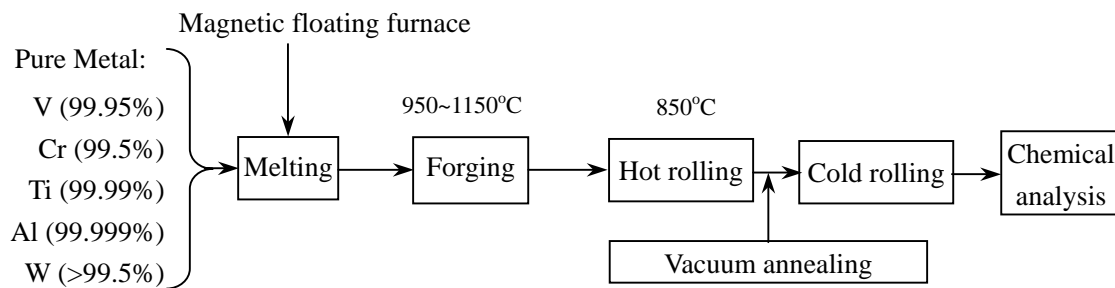 Magnetic floating furnace
Pure Metal:
V (99.95%)
Cr (99.5%)
Ti (99.99%)
Al (99.999%)
W (>99.5%)
Melting
950~1150°C
Forging
850°C
Hot rolling
Vacuum annealing
Cold rolling
Chemical
analysis